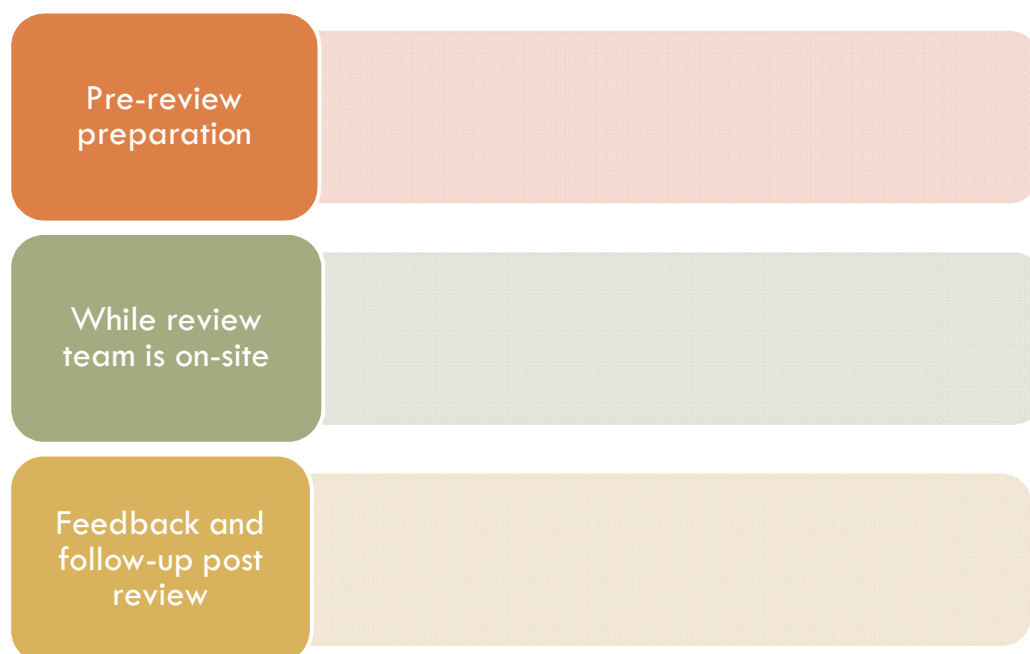 Pre-review
preparation
While review
team is on-site
Feedback and
follow-up post
review